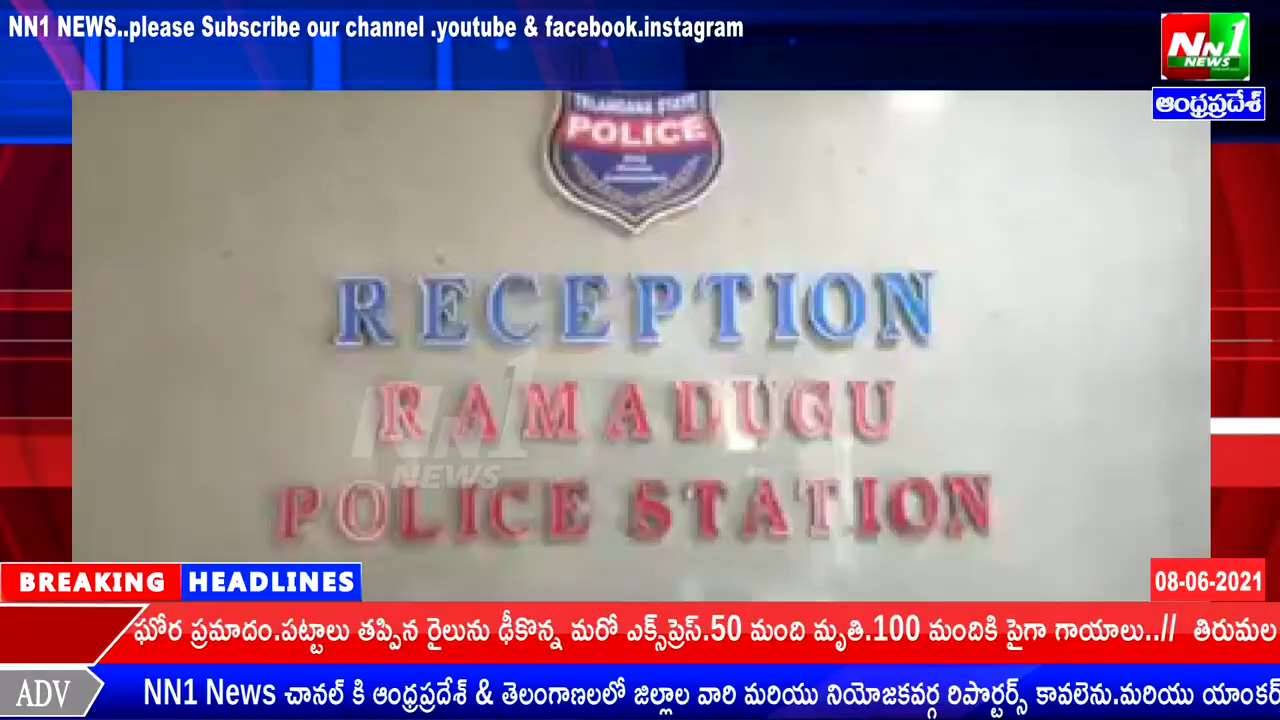 NN1 NEWS..please Subscribe our channel .youtube & facebook.instagram
NN1
NEWS
ఆంధ్రప్రదేశ్
TELANGANA STATE
POLICE
RECEPTION
RAMADUGU
POLICE STATION
NN1
NEWS
BREAKING HEADLINES
08-06-2021
ఘోర ప్రమాదం.పట్టాలు తప్పిన రైలును ఢీకొన్న మరో ఎక్స్‌ప్రెస్.50 మంది మృతి.100 మందికి పైగా గాయాలు..// తిరుమల
ADV NN1 News చానల్ కి ఆంధ్రప్రదేశ్ & తెలంగాణలలో జిల్లాల వారి మరియు నియోజకవర్గ రిపొర్టర్స్ కావలెను.మరియు యాంకర్